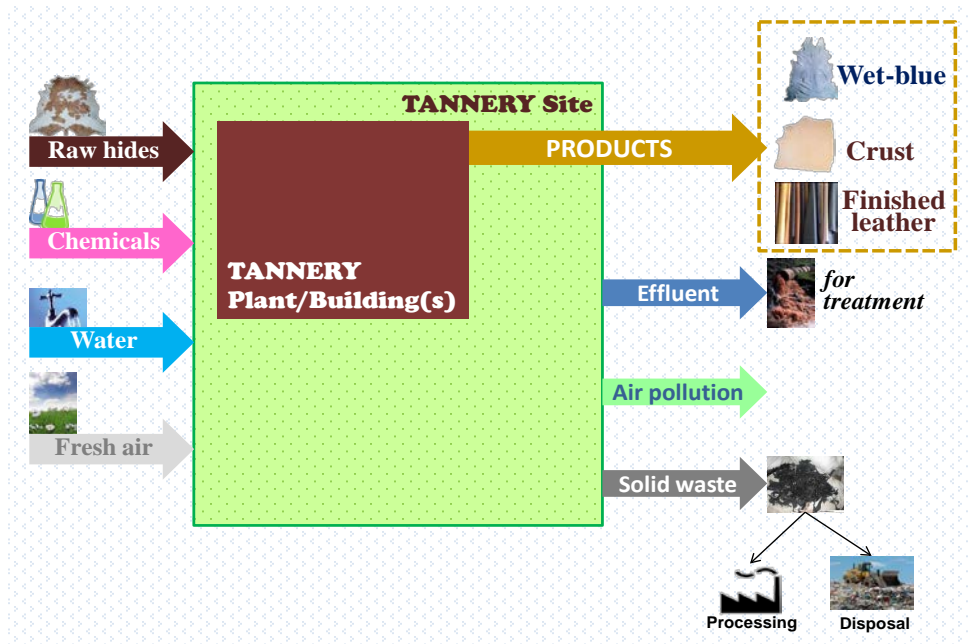 TANNERY Site
Raw hides
Chemicals
Water
Fresh air
TANNERY
Plant/Building(s)
PRODUCTS
Wet-blue
Crust
Finished
leather
Effluent
for
treatment
Air pollution
Solid waste
Processing
Disposal